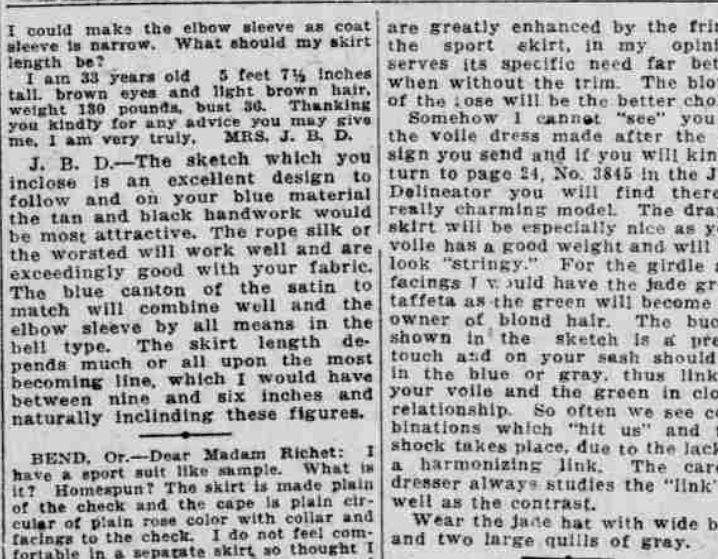 I could make the elbow sleeve as coat
sleeve is narrow. What should my skirt
length be?
I am 33 years old 5 feet 7½ inches
tall, brown eyes and light brown hair,
weight 130 pounds, bust 36. Thanking
you kindly for any advice you may give
me, I am very truly, MRS. J. B. D.
J. B. D.—The sketch which you
inclose is an excellent design to
follow and on your blue material
the tan and black handwork would
be most attractive. The rope silk or
the worsted will work well and are
exceedingly good with your fabric.
The blue canton of the satin to
match will combine well and the
elbow sleeve by all means in the
bell type. The skirt length de-
pends much or all upon the most
becoming line, which I would have
between nine and six inches and
naturally inclinding these figures.
BEND, Or.—Dear Madam Richet: I
have a sport suit like sample. What is
it? Homespun? The skirt is made plain
of the check and the cape is plain cir-
cular of plain rose color with collar and
facings to the check. I do not feel com-
fortable in a separate skirt so thought I
are greatly enhanced by the fri
the sport skirt, in my opin
serves its specific need far bet
when without the trim. The blo
of the rose will be the better cho
Somehow I cannot "see" you
the voile dress made after the
sign you send and if you will kin
turn to page 24, No. 3845 in the J
Delineator you will find there
really charming model. The dra
skirt will be especially nice as yo
voile has a good weight and will
look "stringy." For the girdle a
facings I would have the jade gr
taffeta as the green will become
owner of blond hair. The buc
shown in the sketch is a pre
touch and on your sash should
in the blue or gray, thus link
your voile and the green in clo
relationship. So often we see co
binations which "hit us" and
shock takes place, due to the lack
a harmonizing link. The care
dresser always studies the "link"
well as the contrast.
Wear the jade hat with wide b
and two large quills of gray.